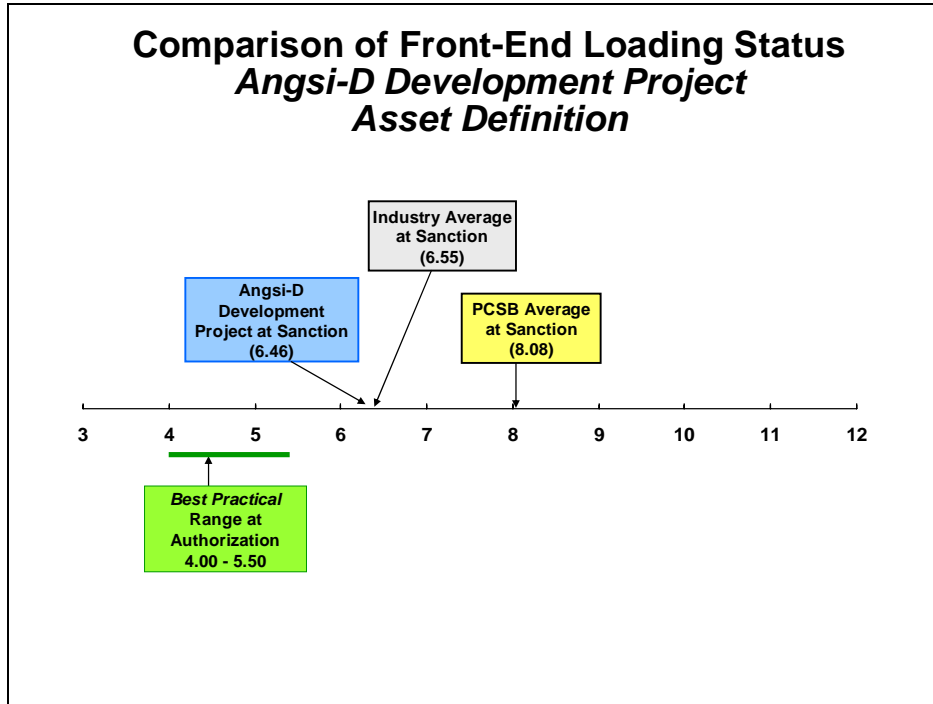 Comparison of Front-End Loading Status
Angsi-D Development Project
Asset Definition
Industry Average
at Sanction
(6.55)
Angsi-D
Development
Project at Sanction
(6.46)
PCSB Average
at Sanction
(8.08)
3 4 5 6 7 8 9 10 11 12
Best Practical
Range at
Authorization
4.00 - 5.50